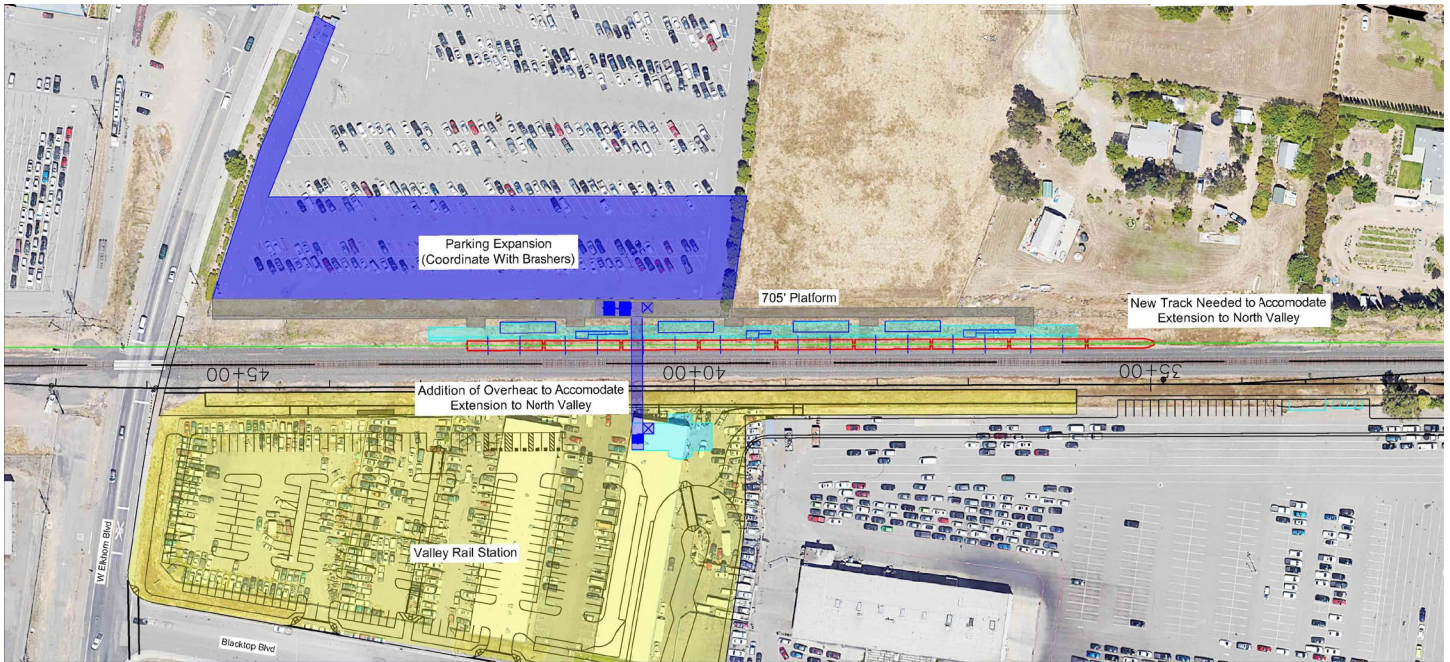 Parking Expansion
(Coordinate With Brashers)
705' Platform
New Track Needed to Accomodate
Extension to North Valley
45+00
40+00
35+00
Addition of Overhead to Accomodate
Extension to North Valley
W Elkhorn Blvd
Valley Rail Station
Blacktop Blvd